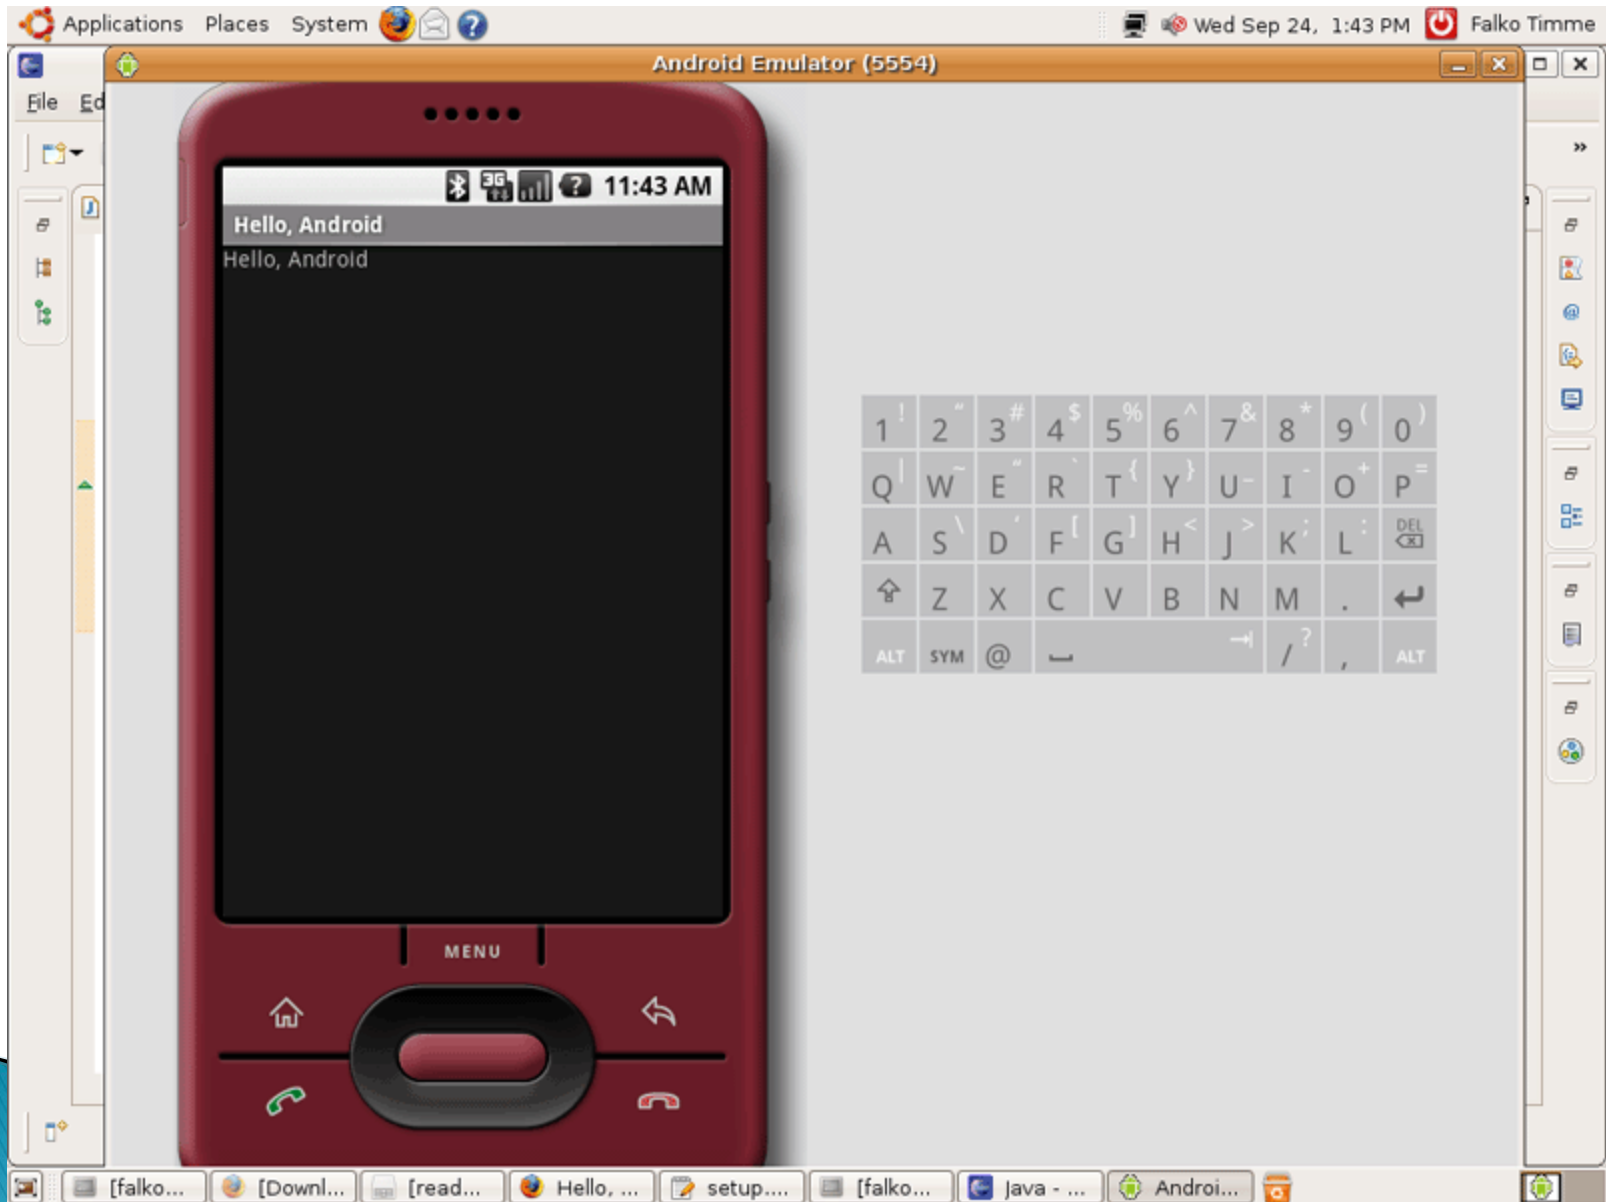 Applications Places System Wed Sep 24, 1:43 PM Falko Timme
Android Emulator (5554)
File Ed
11:43 AM
Hello, Android
Hello, Android
1 ! 2 “ 3 # 4 $ 5 % 6 ^ 7 & 8 * 9 ( 0 )
Q | W ~ E “ R ` T { Y } U _ I - O + P =
A S \ D ‘ F [ G ] H < J > K ; L : DEL
Z X C V B N M .
ALT SYM @ / ? , ALT
MENU
[falko... [Downl... [read... Hello, ... setup.... [falko... Java - ... Androi...